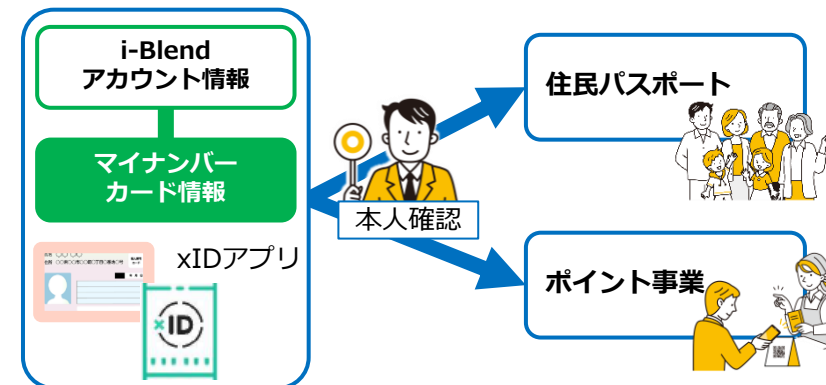 i-Blend
アカウント情報
マイナンバー
カード情報
xIDアプリ
xID
本人確認
住民パスポート
ポイント事業